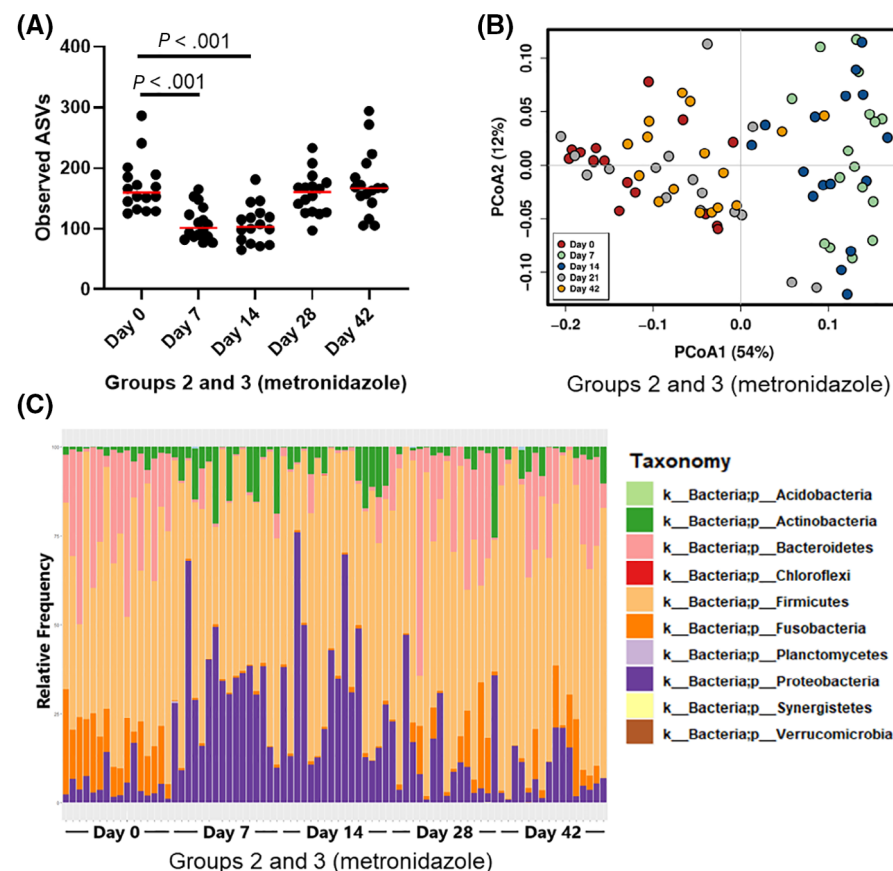 (A)
400
300
200
100
0
Observed ASVs
P < .001
P < .001
Day 0
Day 7
Day 14
Day 28
Day 42
Groups 2 and 3 (metronidazole)
(B)
0.10
0.05
0.00
−0.05
−0.10
PCoA2 (12%)
Day 0
Day 7
Day 14
Day 21
Day 42
−0.2
−0.1
0.0
0.1
PCoA1 (54%)
Groups 2 and 3 (metronidazole)
(C)
100
75
50
25
0
Relative Frequency
Day 0
Day 7
Day 14
Day 28
Day 42
Groups 2 and 3 (metronidazole)
Taxonomy
k__Bacteria;p__Acidobacteria
k__Bacteria;p__Actinobacteria
k__Bacteria;p__Bacteroidetes
k__Bacteria;p__Chloroflexi
k__Bacteria;p__Firmicutes
k__Bacteria;p__Fusobacteria
k__Bacteria;p__Planctomycetes
k__Bacteria;p__Proteobacteria
k__Bacteria;p__Synergistetes
k__Bacteria;p__Verrucomicrobia